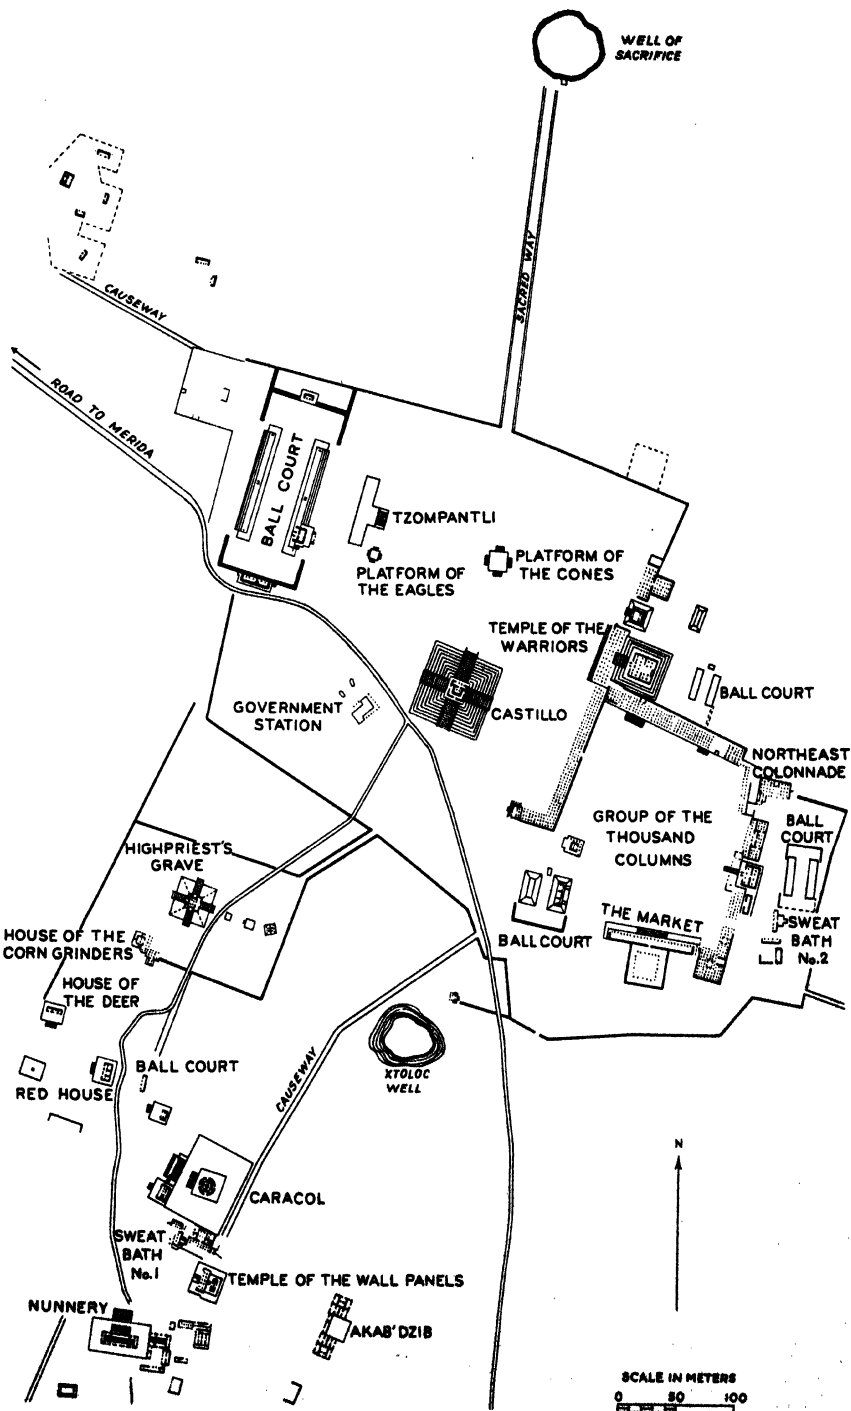 WELL OF
SACRIFICE
SACRED WAY
CAUSEWAY
ROAD TO MERIDA
BALL COURT
TZOMPANTLI
PLATFORM OF
THE EAGLES
PLATFORM OF
THE CONES
TEMPLE OF THE
WARRIORS
BALL COURT
GOVERNMENT
STATION
CASTILLO
NORTHEAST
COLONNADE
GROUP OF THE
THOUSAND
COLUMNS
BALL
COURT
HIGHPRIEST'S
GRAVE
THE MARKET
SWEAT
BATH
No.2
BALL COURT
HOUSE OF THE
CORN GRINDERS
HOUSE OF
THE DEER
BALL COURT
RED HOUSE
CAUSEWAY
XTOLOC
WELL
N
CARACOL
SWEAT
BATH
No.1
TEMPLE OF THE WALL PANELS
NUNNERY
AKAB'DZIB
SCALE IN METERS
0 50 100